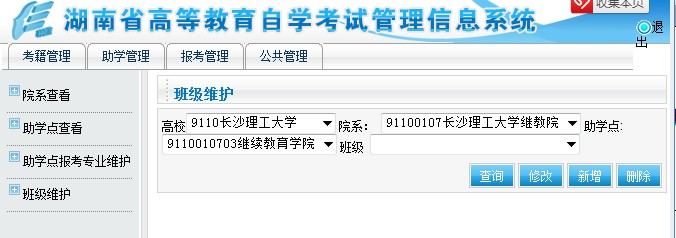 湖南省高等教育自学考试管理信息系统
收集本页
退出
考籍管理 助学管理 报考管理 公共管理
院系查看
助学点查看
助学点报考专业维护
班级维护
班级维护
高校 9110长沙理工大学 院系： 91100107长沙理工大学继教院 助学点:
9110010703继续教育学院 班级
查询 修改 新增 删除